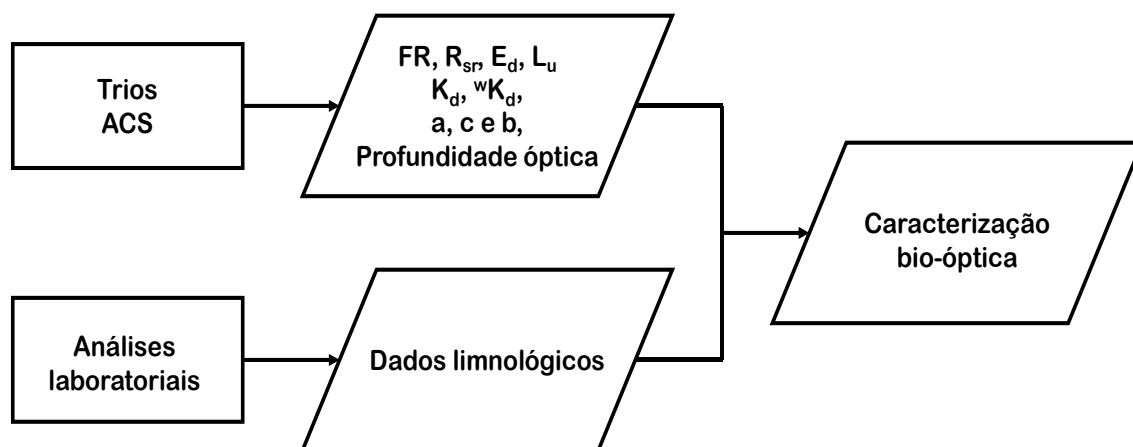 Trios
ACS
FR, Rsr, Ed, Lu
Kd, wKd,
a, c e b,
Profundidade óptica
Caracterização
bio-óptica
Análises
laboratoriais
Dados limnológicos